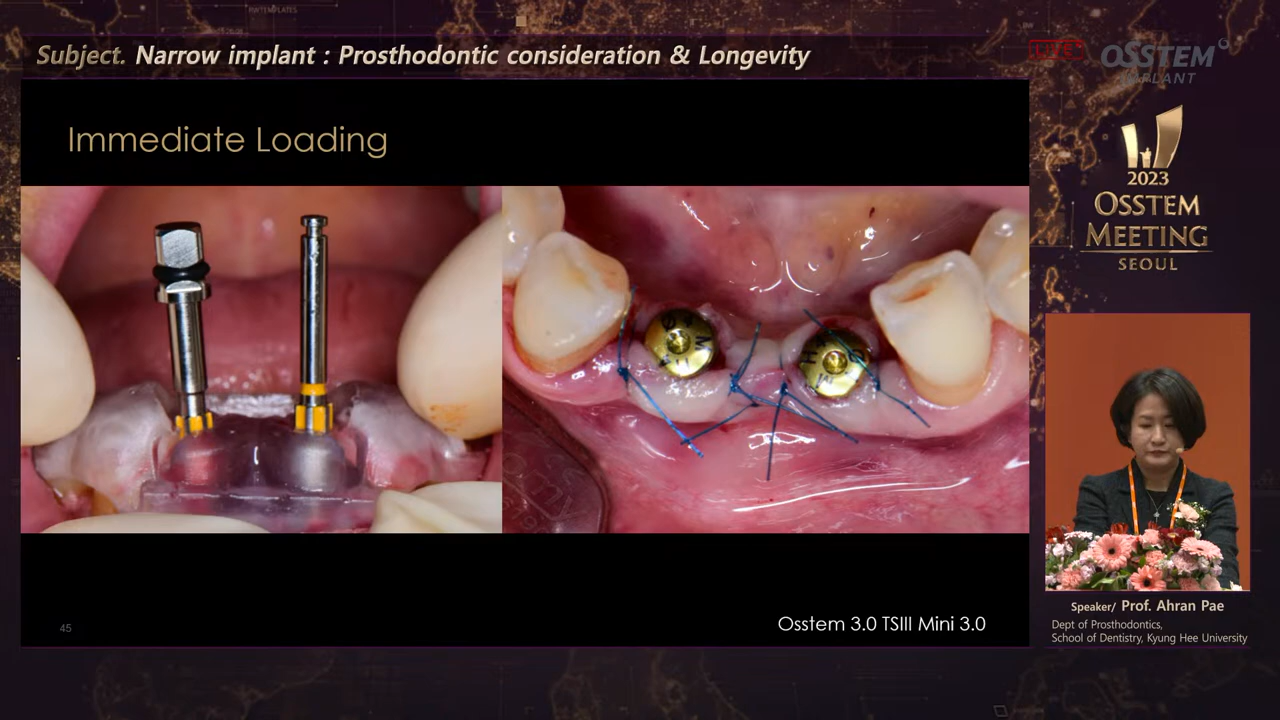 Subject. Narrow implant : Prosthodontic consideration & Longevity
LIVE
OSSTEM
IMPLANT
Immediate Loading
2023
OSSTEM
MEETING
SEOUL
Osstem 3.0 TSIII Mini 3.0
45
Speaker/ Prof. Ahran Pae
Dept of Prosthodontics,
School of Dentistry, Kyung Hee University